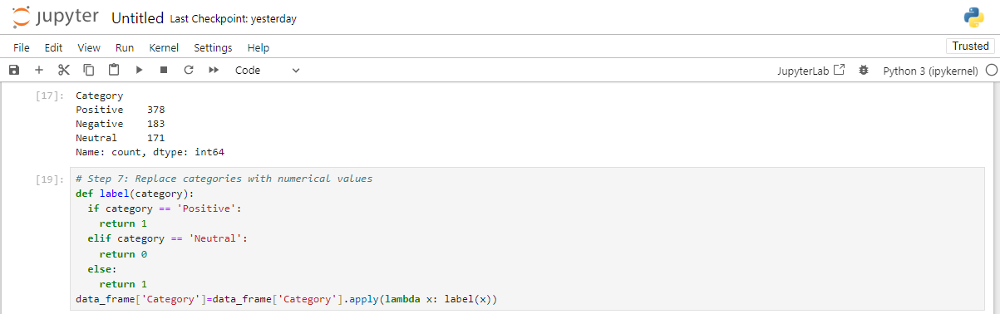 jupyter Untitled Last Checkpoint: yesterday
File Edit View Run Kernel Settings Help Trusted
Code JupyterLab Python 3 (ipykernel)
[17]: Category
Positive 378
Negative 183
Neutral 171
Name: count, dtype: int64
[19]: # Step 7: Replace categories with numerical values
def label(category):
  if category == 'Positive':
    return 1
  elif category == 'Neutral':
    return 0
  else:
    return 1
data_frame['Category']=data_frame['Category'].apply(lambda x: label(x))